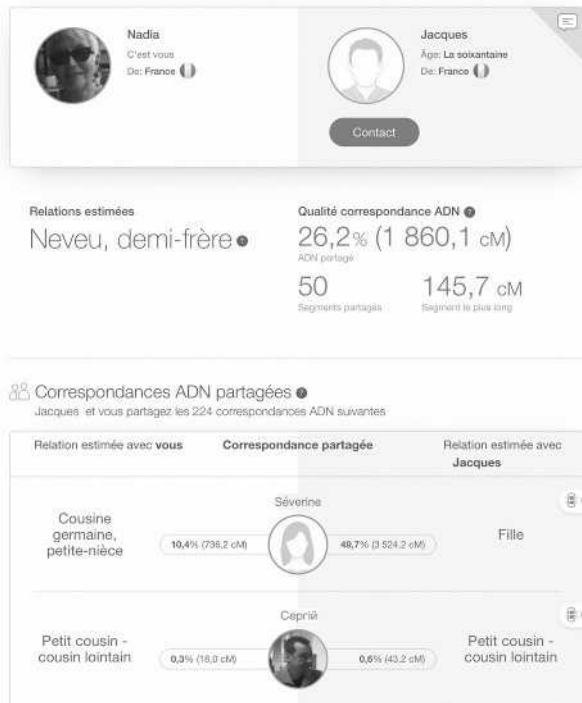 Nadia
C'est vous
De: France
Jacques
Âge: La soixantaine
De: France
Contact
Relations estimées
Neveu, demi-frère
Qualité correspondance ADN
26,2% (1 860,1 cM)
ADN partagé
50
Segments partagés
145,7 cM
Segment le plus long
Correspondances ADN partagées
Jacques et vous partagez les 224 correspondances ADN suivantes
Relation estimée avec vous
Correspondance partagée
Relation estimée avec
Jacques
Séverine
Cousine
germaine,
petite-nièce
10,4% (736,2 cM)
49,7% (3 524,2 cM)
Fille
Сергій
Petit cousin -
cousin lointain
0,3% (18,0 cM)
0,6% (43,2 cM)
Petit cousin -
cousin lointain